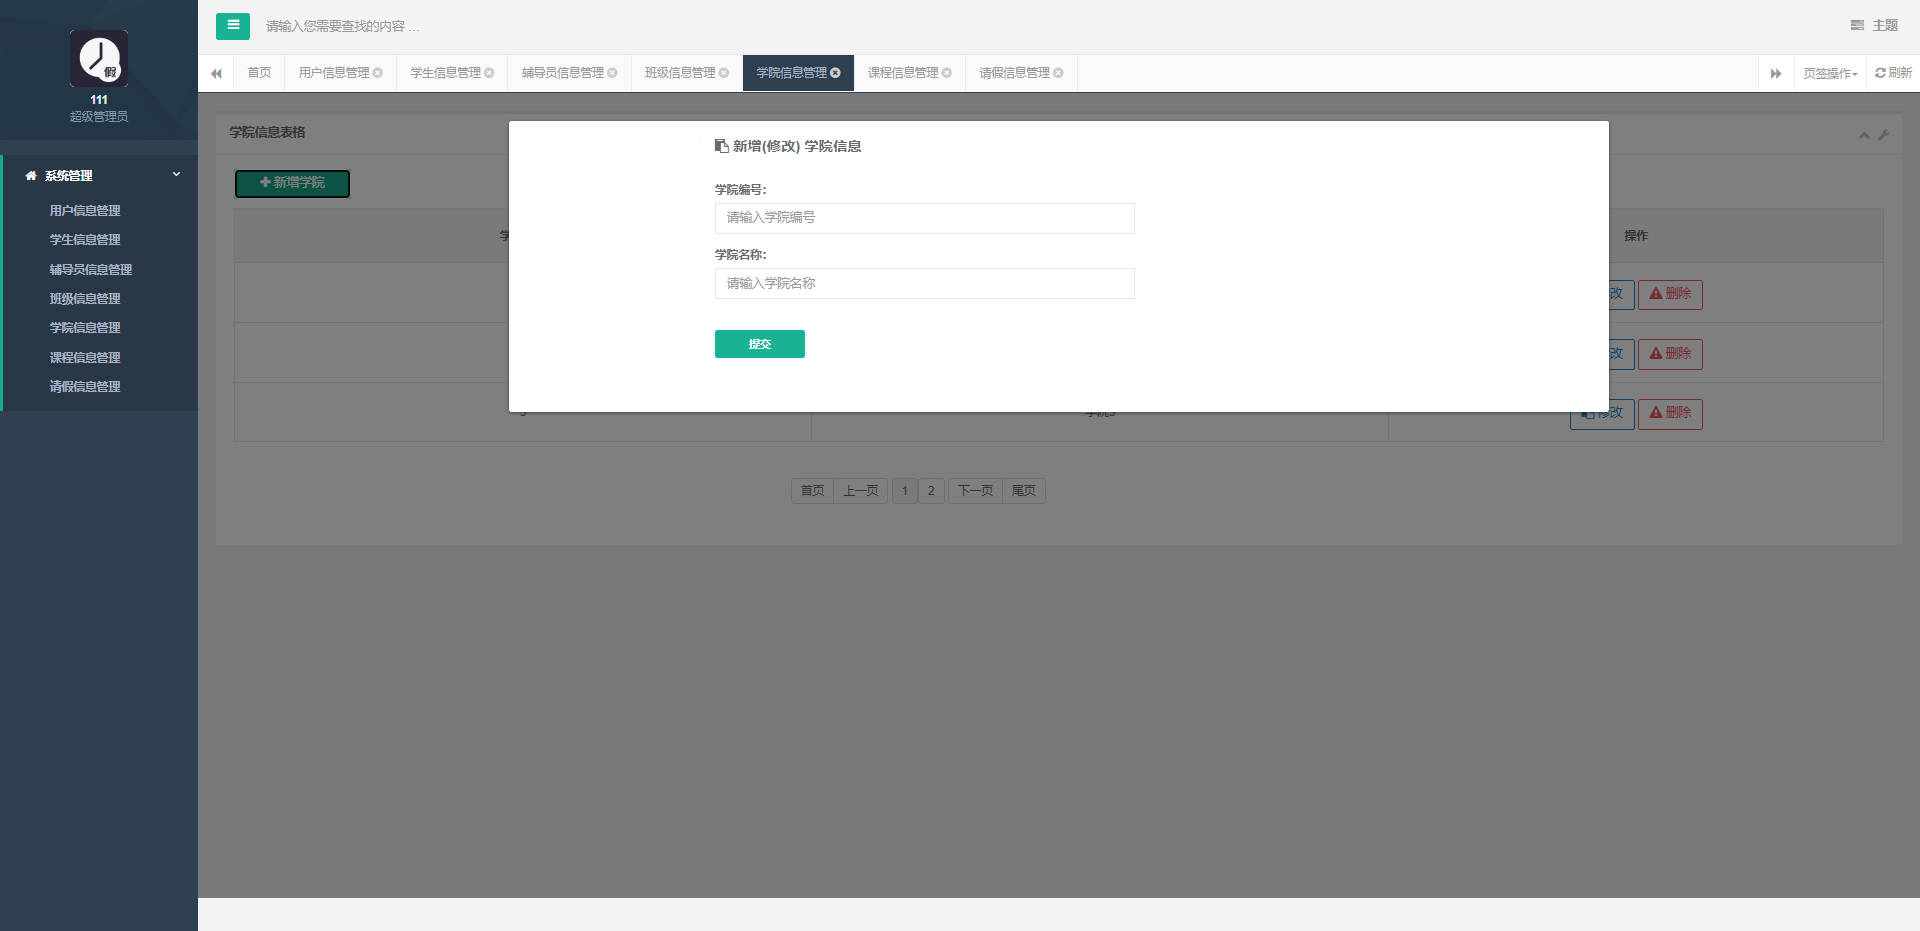 假
111
超级管理员
系统管理
用户信息管理
学生信息管理
辅导员信息管理
班级信息管理
学院信息管理
课程信息管理
请假信息管理
请输入您需要查找的内容 ...
主题
首页 用户信息管理 学生信息管理 辅导员信息管理 班级信息管理 学院信息管理 课程信息管理 请假信息管理 页签操作 刷新
学院信息表格
新增学院
学 操作
改 删除
改 删除
修改 删除
新增(修改) 学院信息
学院编号:
请输入学院编号
学院名称:
请输入学院名称
提交
首页 上一页 1 2 下一页 尾页